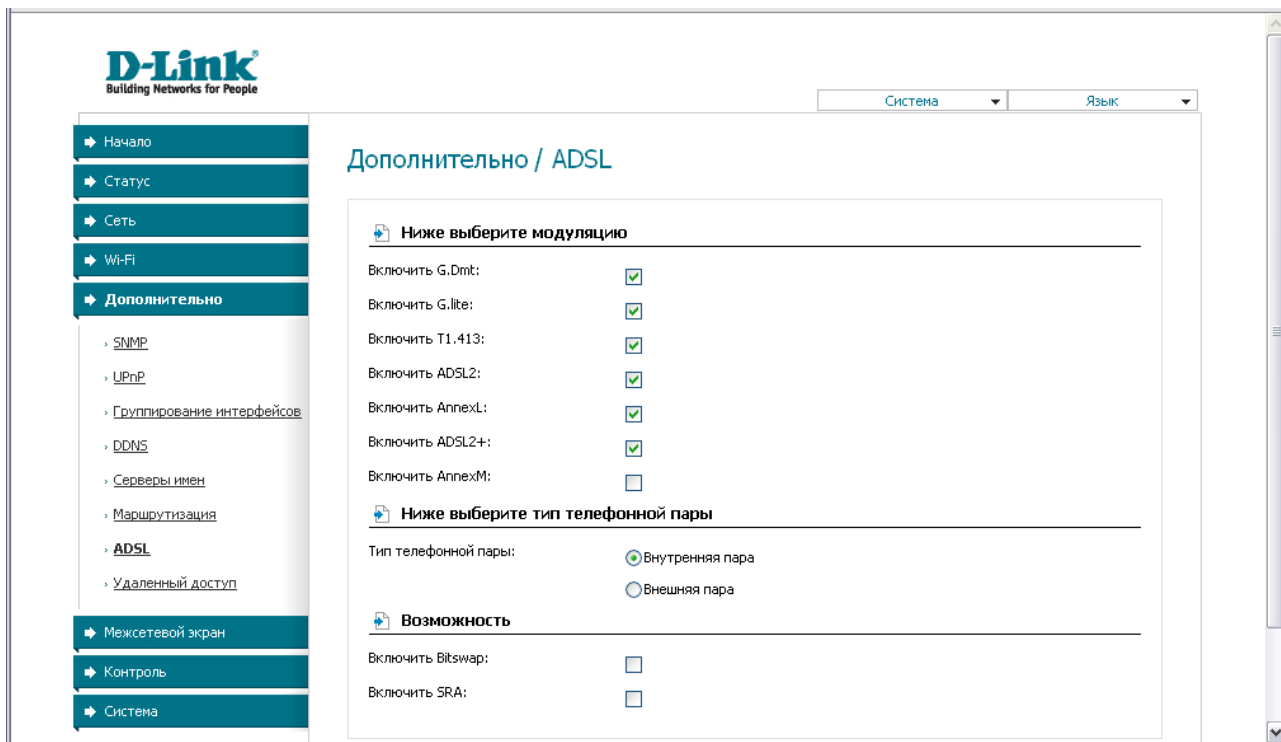 D-Link
Building Networks for People
Система
Язык
Начало
Статус
Сеть
Wi-Fi
Дополнительно
SNMP
UPnP
Группирование интерфейсов
DDNS
Серверы имен
Маршрутизация
ADSL
Удаленный доступ
Межсетевой экран
Контроль
Система
Дополнительно / ADSL
Ниже выберите модуляцию
Включить G.Dmt:
Включить G.lite:
Включить T1.413:
Включить ADSL2:
Включить AnnexL:
Включить ADSL2+:
Включить AnnexM:
Ниже выберите тип телефонной пары
Тип телефонной пары:
Внутренняя пара
Внешняя пара
Возможность
Включить Bitswap:
Включить SRA: